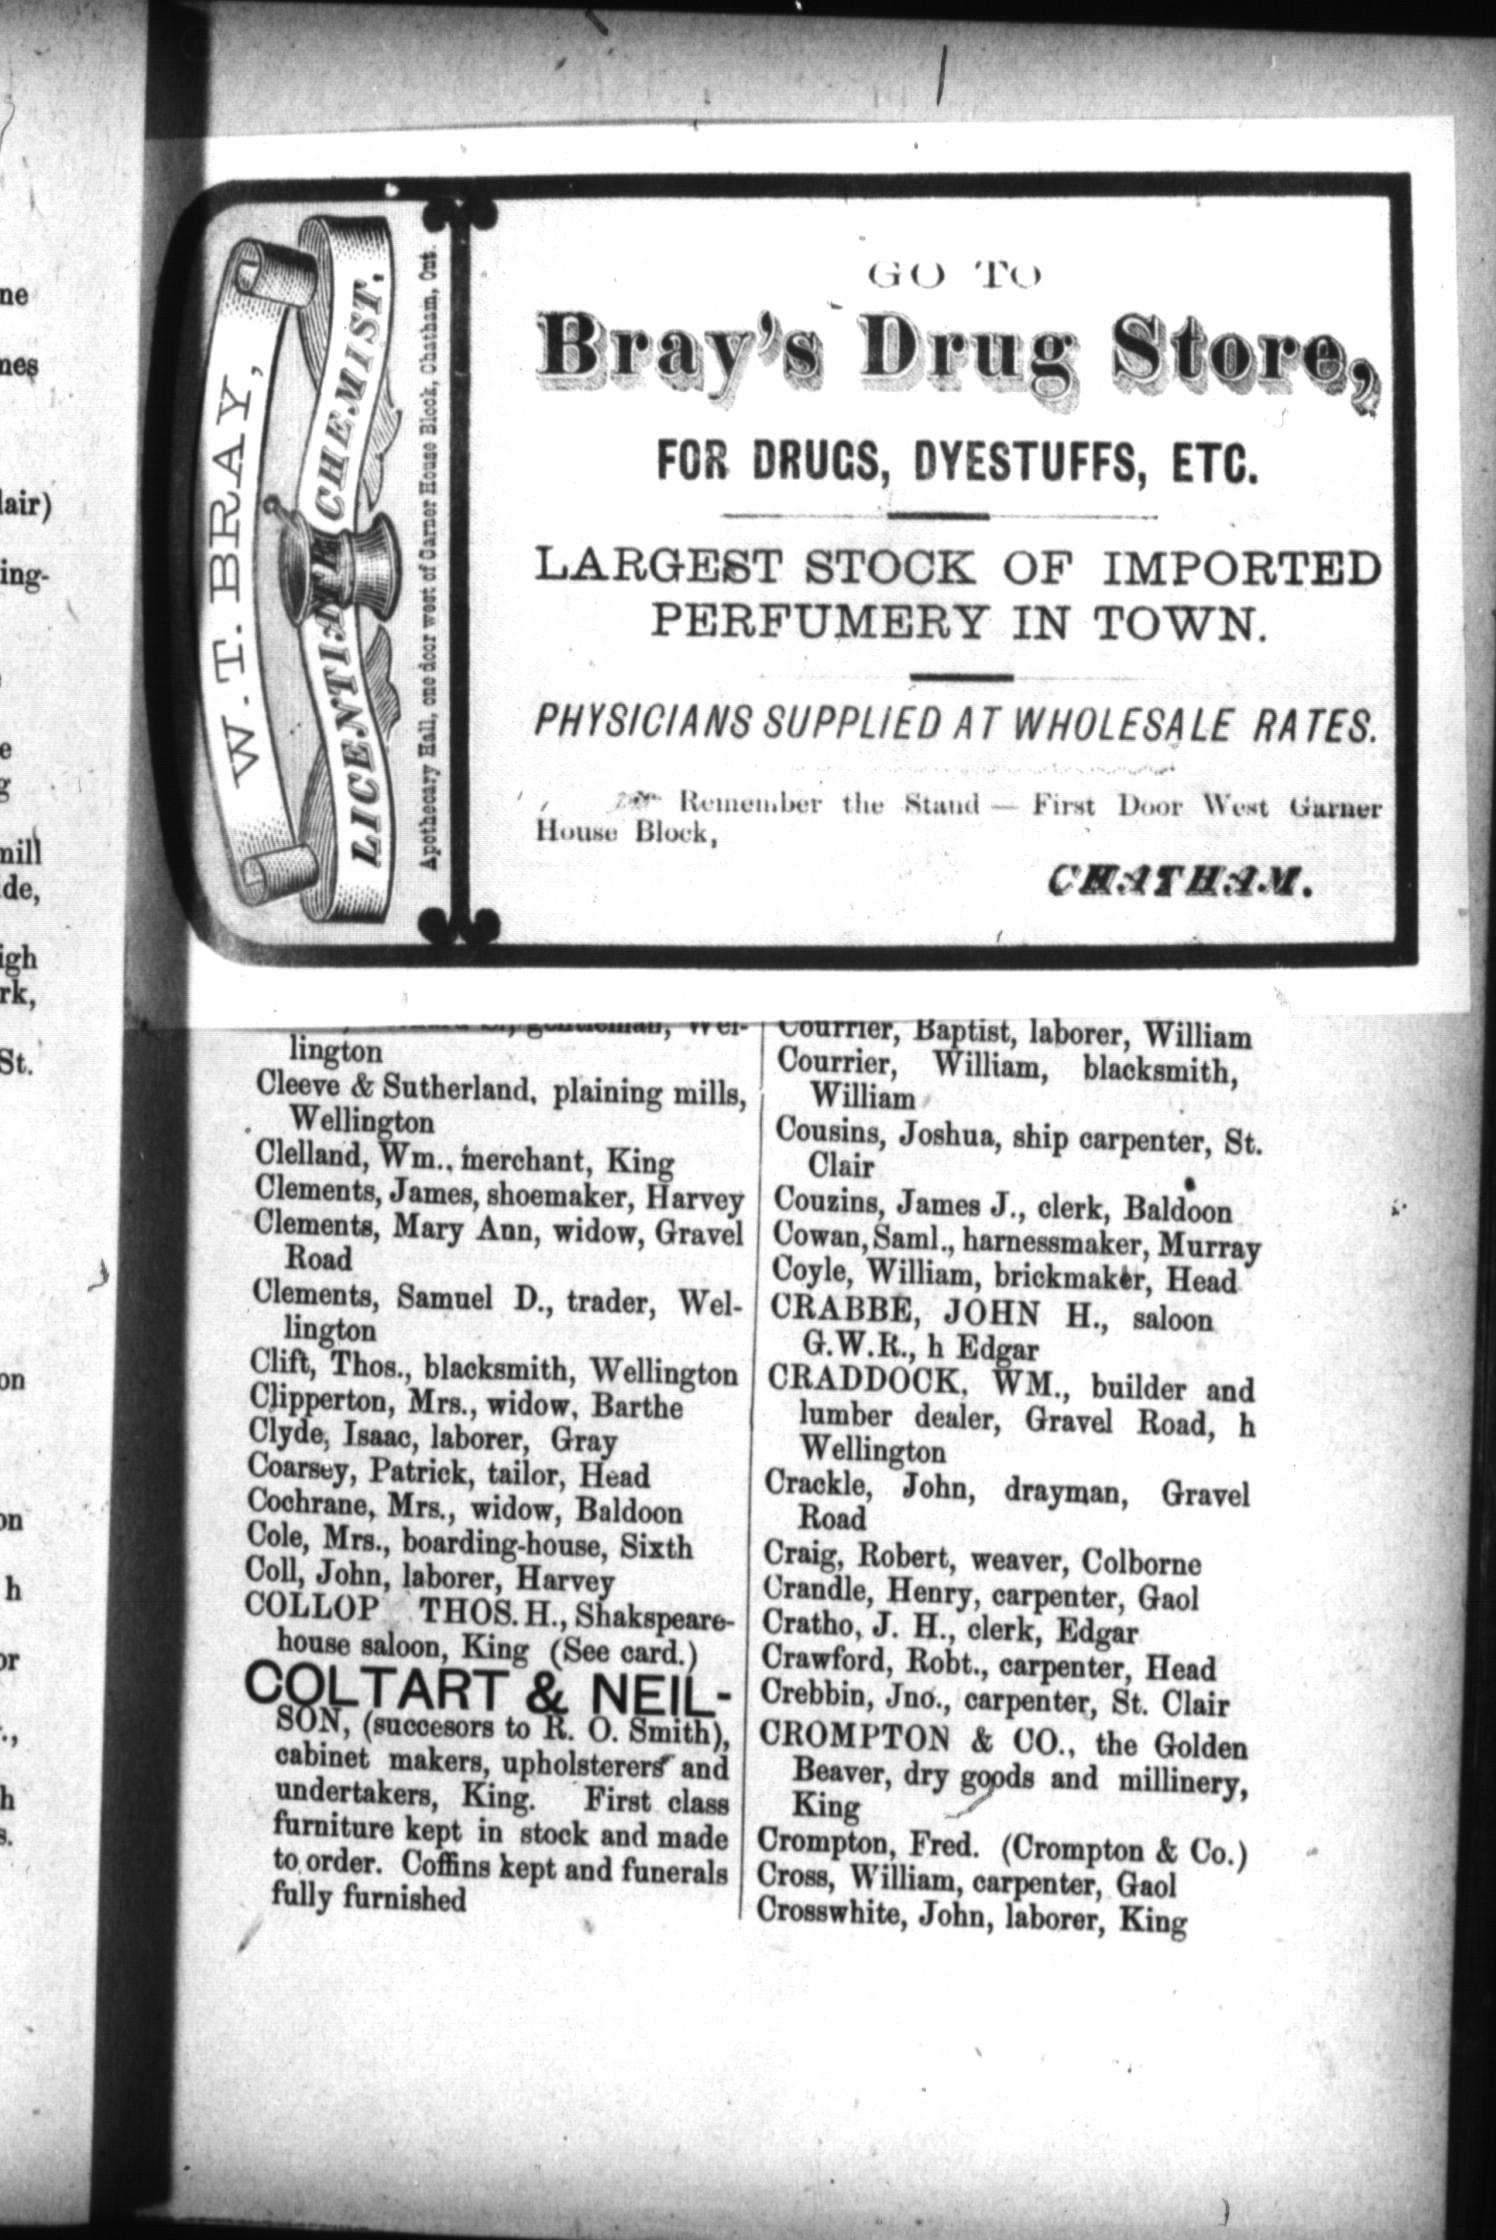 W. T. BRAY,
LICENTIATE CHEMIST.
Apothecary Hall, one door west of Garner House Block, Chatham, Ont.
GO TO
Bray's Drug Store,
FOR DRUGS, DYESTUFFS, ETC.
LARGEST STOCK OF IMPORTED
PERFUMERY IN TOWN.
PHYSICIANS SUPPLIED AT WHOLESALE RATES.
Remember the Stand — First Door West Garner
House Block,
CHATHAM.
gentleman, Wel-
lington
Cleeve & Sutherland, plaining mills,
Wellington
Clelland, Wm., merchant, King
Clements, James, shoemaker, Harvey
Clements, Mary Ann, widow, Gravel
Road
Clements, Samuel D., trader, Wel-
lington
Clift, Thos., blacksmith, Wellington
Clipperton, Mrs., widow, Barthe
Clyde, Isaac, laborer, Gray
Coarsey, Patrick, tailor, Head
Cochrane, Mrs., widow, Baldoon
Cole, Mrs., boarding-house, Sixth
Coll, John, laborer, Harvey
COLLOP THOS. H., Shakspeare-
house saloon, King (See card.)
COLTART & NEIL-
SON, (succesors to R. O. Smith),
cabinet makers, upholsterers and
undertakers, King. First class
furniture kept in stock and made
to order. Coffins kept and funerals
fully furnished
Courrier, Baptist, laborer, William
Courrier, William, blacksmith,
William
Cousins, Joshua, ship carpenter, St.
Clair
Couzins, James J., clerk, Baldoon
Cowan, Saml., harnessmaker, Murray
Coyle, William, brickmaker, Head
CRABBE, JOHN H., saloon
G.W.R., h Edgar
CRADDOCK, WM., builder and
lumber dealer, Gravel Road, h
Wellington
Crackle, John, drayman, Gravel
Road
Craig, Robert, weaver, Colborne
Crandle, Henry, carpenter, Gaol
Cratho, J. H., clerk, Edgar
Crawford, Robt., carpenter, Head
Crebbin, Jno., carpenter, St. Clair
CROMPTON & CO., the Golden
Beaver, dry goods and millinery,
King
Crompton, Fred. (Crompton & Co.)
Cross, William, carpenter, Gaol
Crosswhite, John, laborer, King